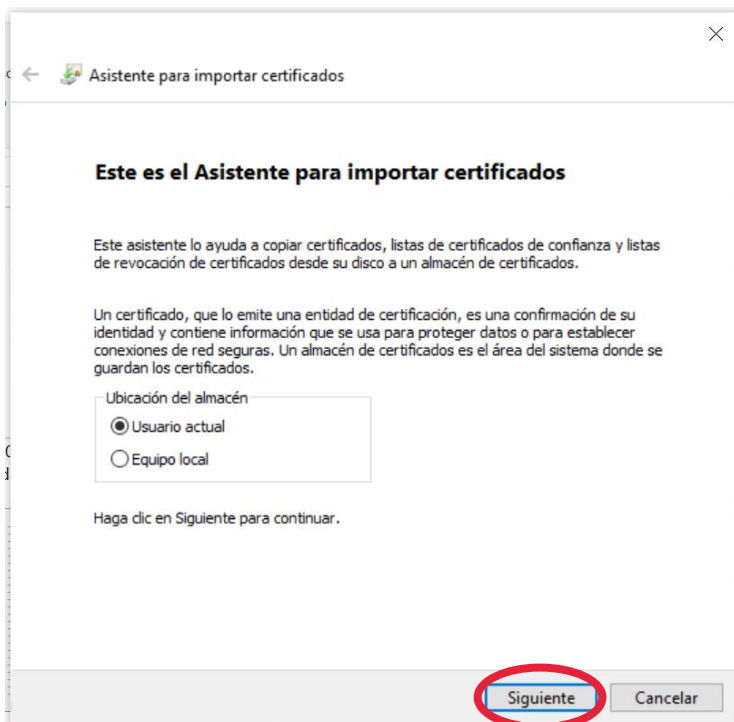 Asistente para importar certificados
Este es el Asistente para importar certificados
Este asistente lo ayuda a copiar certificados, listas de certificados de confianza y listas
de revocación de certificados desde su disco a un almacén de certificados.
Un certificado, que lo emite una entidad de certificación, es una confirmación de su
identidad y contiene información que se usa para proteger datos o para establecer
conexiones de red seguras. Un almacén de certificados es el área del sistema donde se
guardan los certificados.
Ubicación del almacén
Usuario actual
Equipo local
Haga clic en Siguiente para continuar.
Siguiente Cancelar